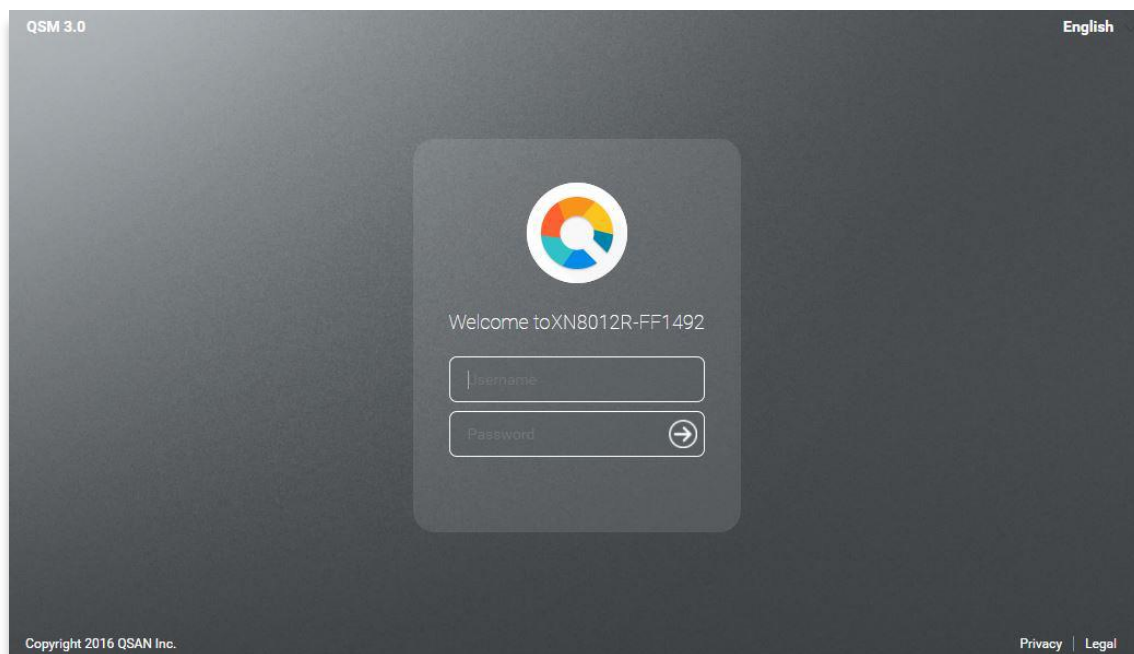 QSM 3.0
English
Welcome toXN8012R-FF1492
Username
Password
Copyright 2016 QSAN Inc.
Privacy | Legal